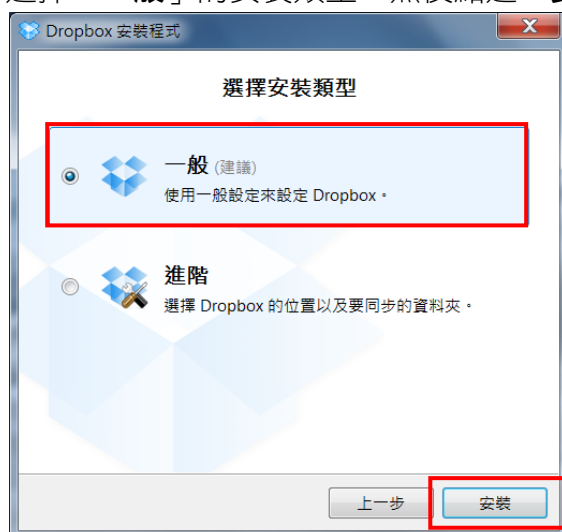 Dropbox 安裝程式
選擇安裝類型
一般 (建議)
使用一般設定來設定 Dropbox。
進階
選擇 Dropbox 的位置以及要同步的資料夾。
上一步
安裝